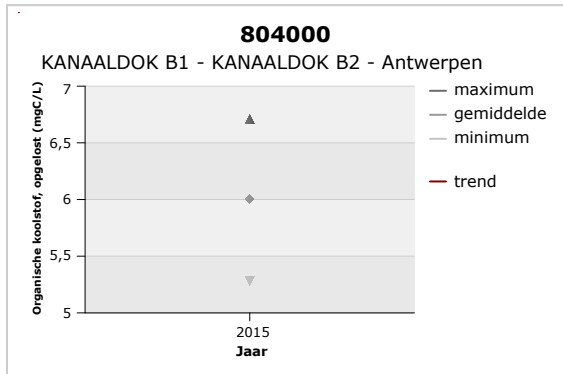 804000
KANAALDOK B1 - KANAALDOK B2 - Antwerpen
Organische koolstof, opgelost (mgC/L)
7
6,5
6
5,5
5
2015
Jaar
maximum
gemiddelde
minimum
trend